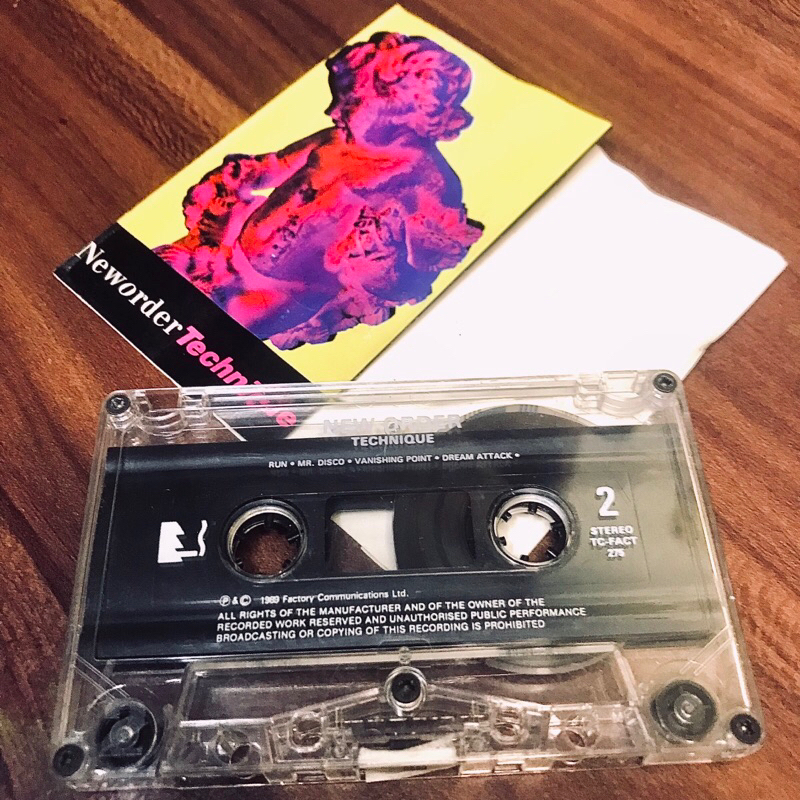 Neworder Technique
NEW ORDER
TECHNIQUE
RUN • MR. DISCO • VANISHING POINT • DREAM ATTACK •
2
STEREO
TC-FACT
275
Ⓟ & © 1989 Factory Communications Ltd.
ALL RIGHTS OF THE MANUFACTURER AND OF THE OWNER OF THE
RECORDED WORK RESERVED AND UNAUTHORISED PUBLIC PERFORMANCE
BROADCASTING OR COPYING OF THIS RECORDING IS PROHIBITED